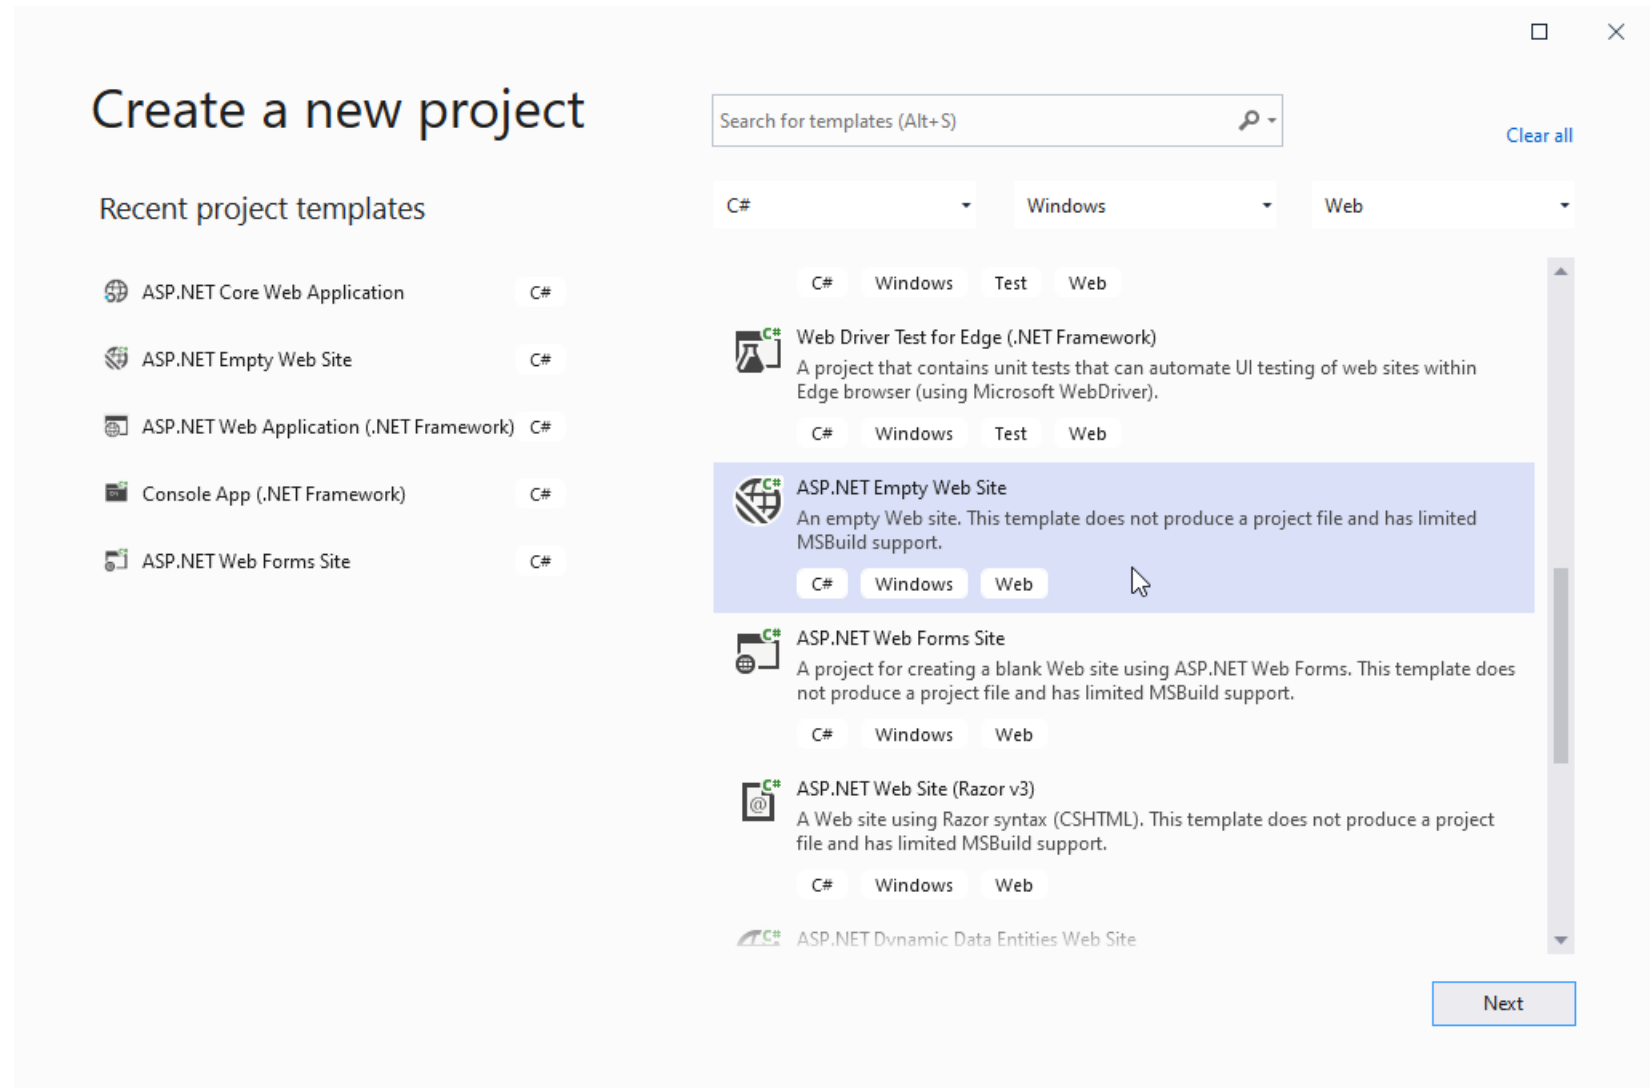 Create a new project
Search for templates (Alt+S)
Clear all
Recent project templates
C#
Windows
Web
ASP.NET Core Web Application C#
ASP.NET Empty Web Site C#
ASP.NET Web Application (.NET Framework) C#
Console App (.NET Framework) C#
ASP.NET Web Forms Site C#
C# Windows Test Web
C# Web Driver Test for Edge (.NET Framework)
A project that contains unit tests that can automate UI testing of web sites within
Edge browser (using Microsoft WebDriver).
C# Windows Test Web
C# ASP.NET Empty Web Site
An empty Web site. This template does not produce a project file and has limited
MSBuild support.
C# Windows Web
C# ASP.NET Web Forms Site
A project for creating a blank Web site using ASP.NET Web Forms. This template does
not produce a project file and has limited MSBuild support.
C# Windows Web
C# ASP.NET Web Site (Razor v3)
@
A Web site using Razor syntax (CSHTML). This template does not produce a project
file and has limited MSBuild support.
C# Windows Web
C# ASP.NET Dynamic Data Entities Web Site
Next